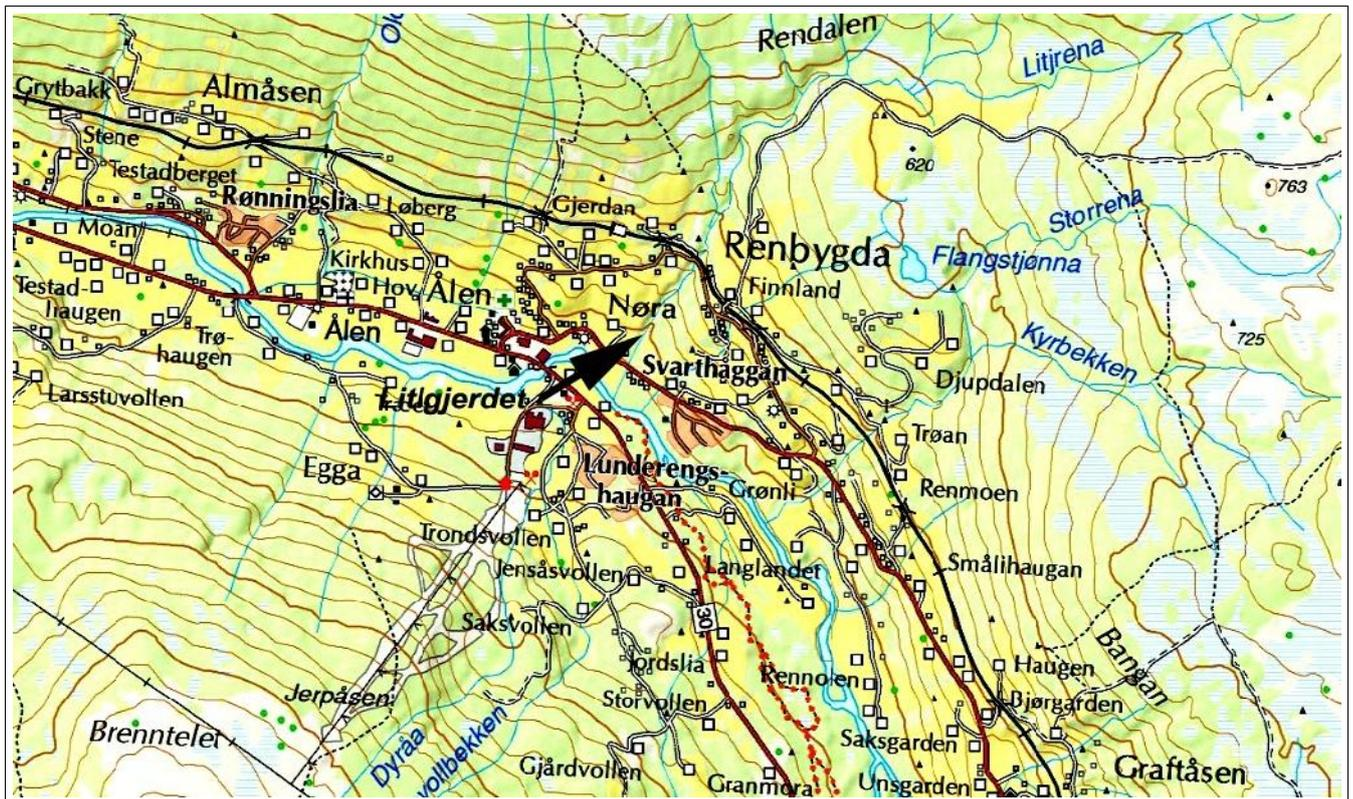 Rendalen
Litjrena
Grytbakk
Almåsen
Stene
620
763
Testadberget
Rønningslia
Løberg
Gjerdan
Storrena
Moan
Renbygda
Flangstjønna
Kirkhus
Hov
Ålen
Finnland
Testad-
haugen
Nøra
Trø-
haugen
Ålen
725
Kyrbekken
Svarthaggan
Djupdalen
Larsstuvollen
Litlgjerdet
Trøan
Egga
Lunderengs-
haugan
Grønli
Renmoen
Trondsvollen
Jensåsvollen
Langlandet
Smålihaugan
Saksvollen
30
Bangan
Jordslia
Haugen
Jerpåsen
Storvollen
Bjørgarden
Brenntelet
Saksgarden
Dyråa
vollbekken
Gjårdvollen
Granmora
Unsgarden
Graftåsen